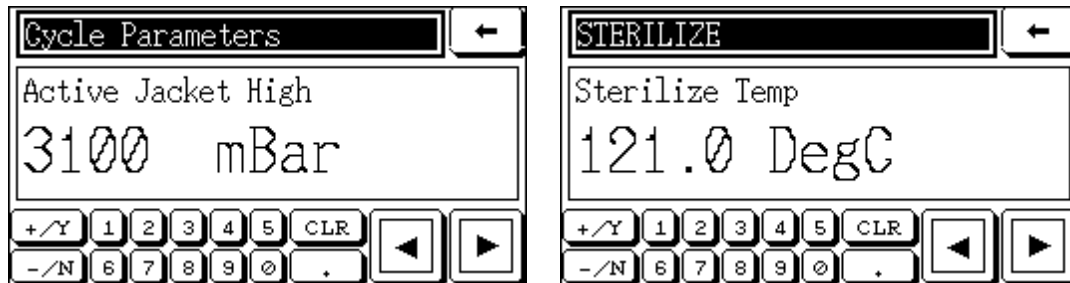 Cycle Parameters ←
Active Jacket High
3100 mBar
+/Y 1 2 3 4 5 CLR
-/N 6 7 8 9 0 .
STERILIZE ←
Sterilize Temp
121.0 DegC
+/Y 1 2 3 4 5 CLR
-/N 6 7 8 9 0 .